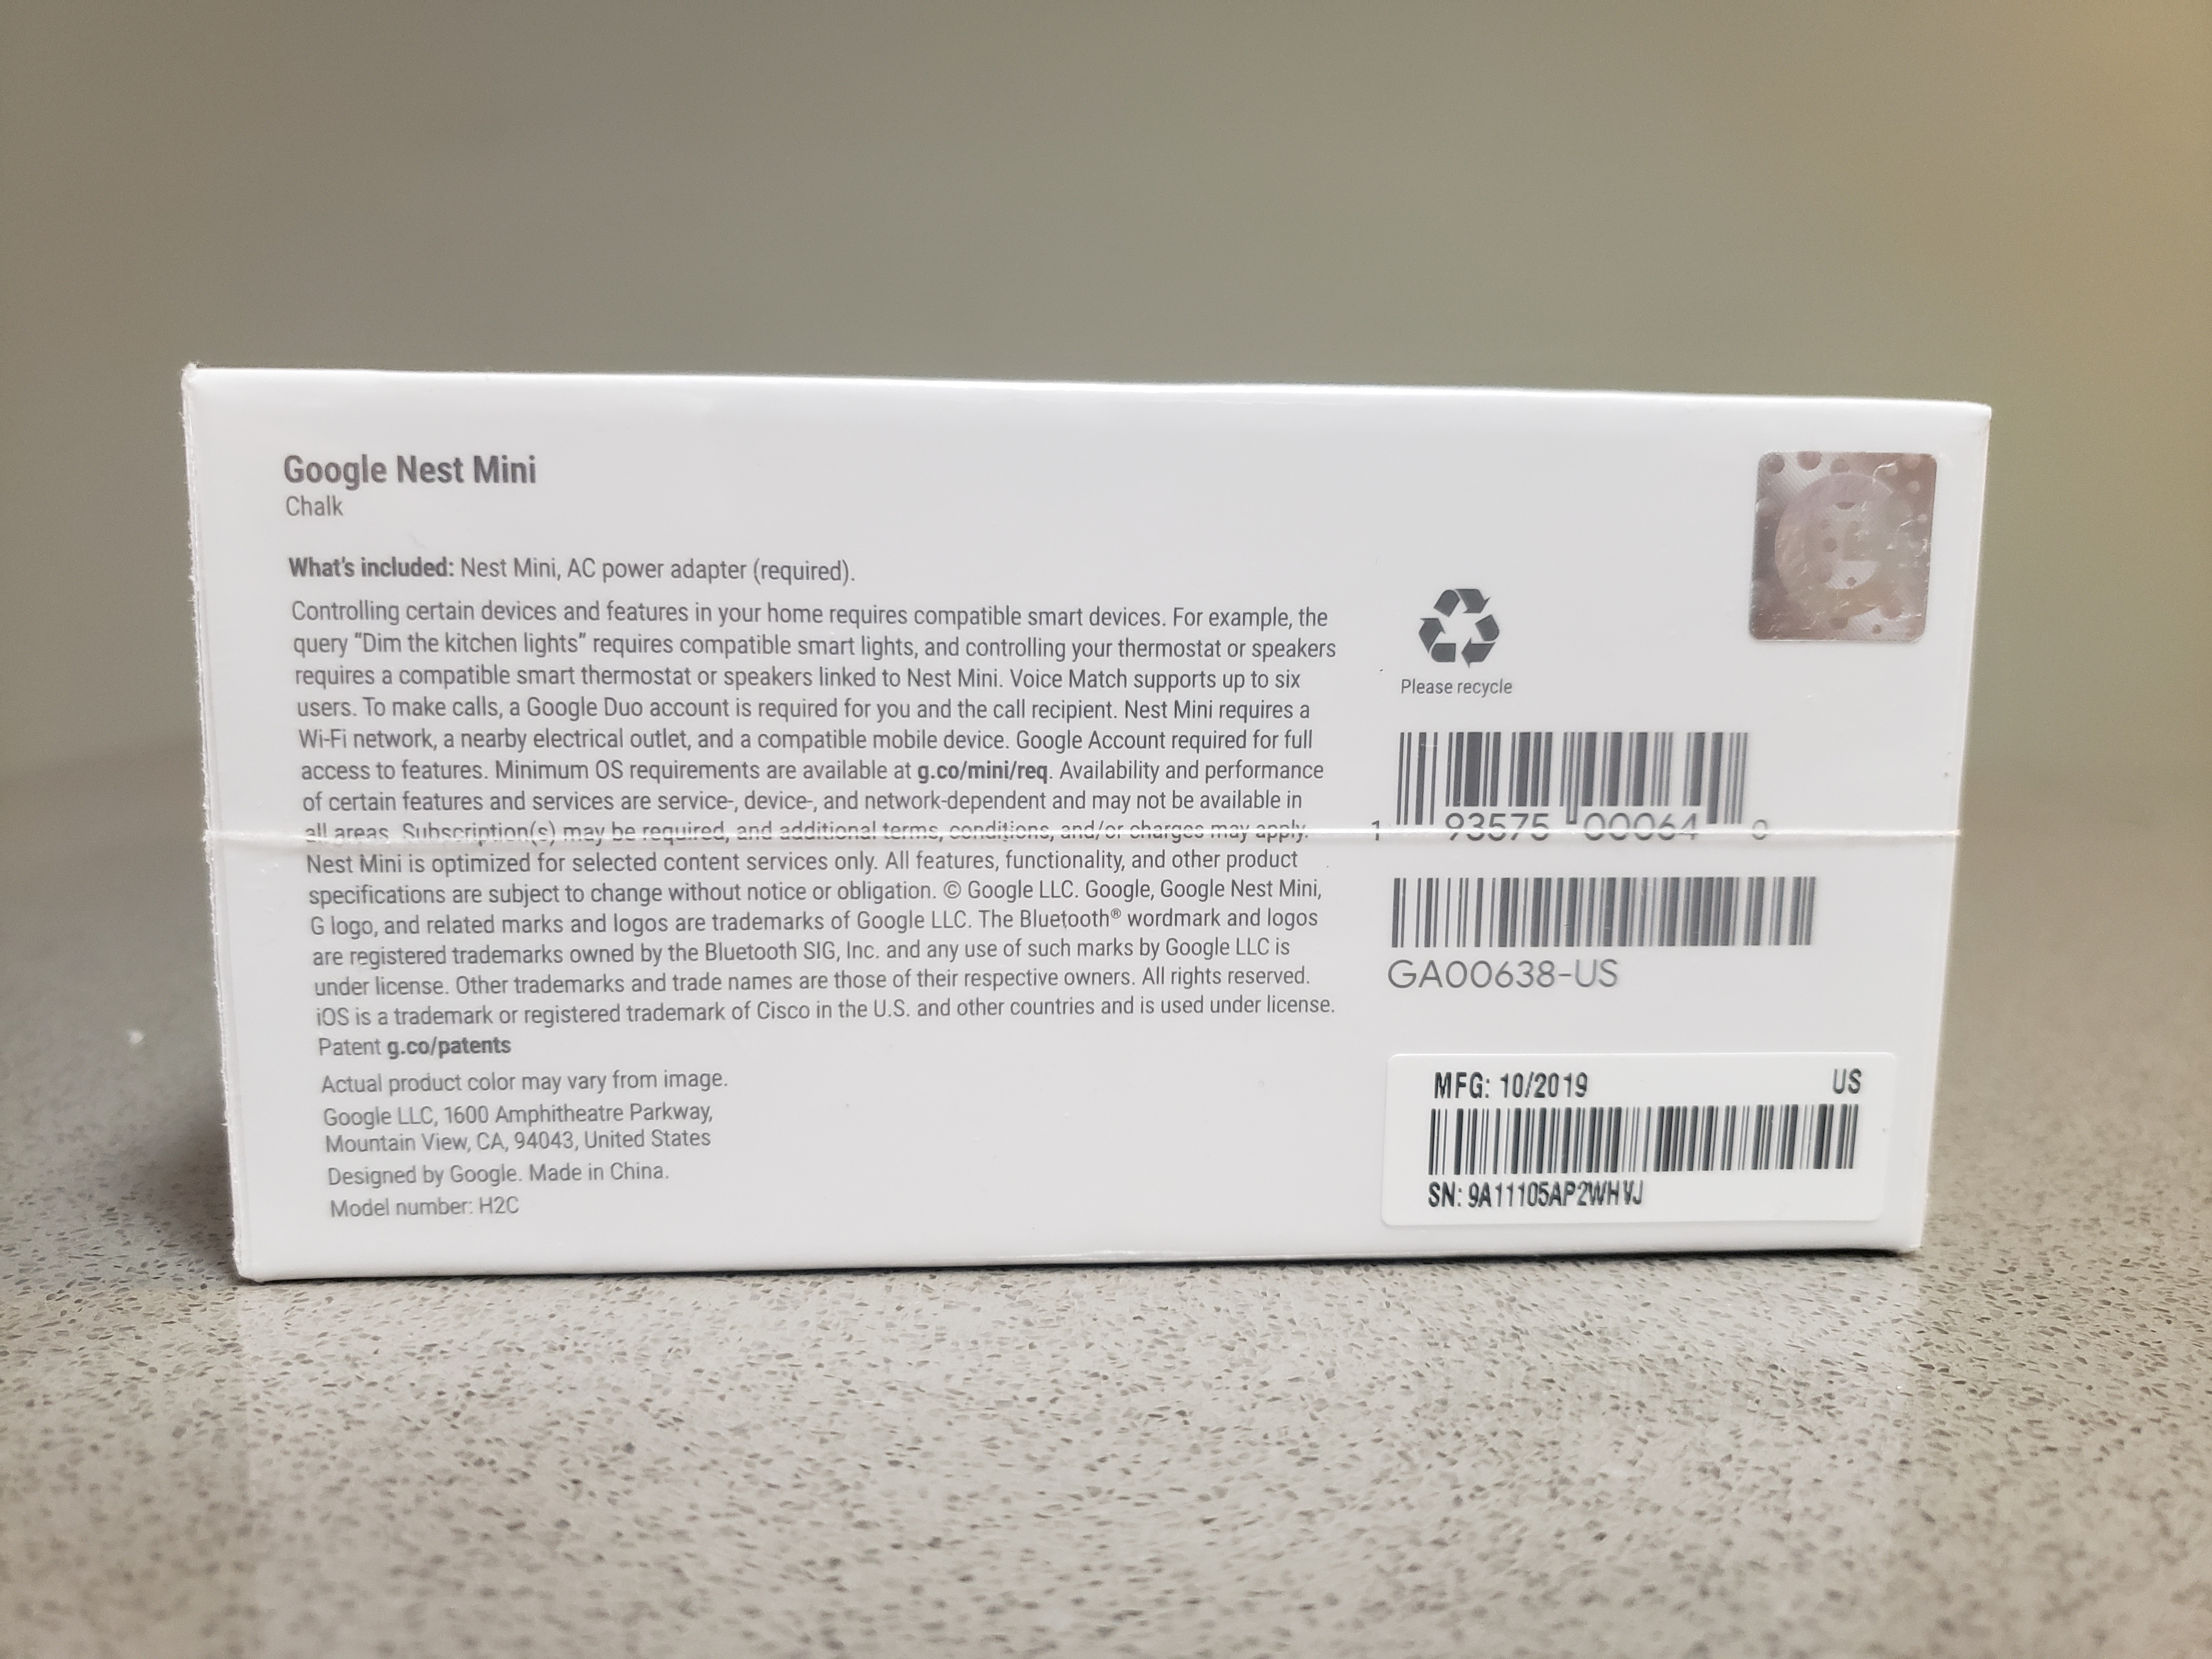 Google Nest Mini
Chalk
What's included: Nest Mini, AC power adapter (required).
Controlling certain devices and features in your home requires compatible smart devices. For example, the
query “Dim the kitchen lights” requires compatible smart lights, and controlling your thermostat or speakers
requires a compatible smart thermostat or speakers linked to Nest Mini. Voice Match supports up to six
users. To make calls, a Google Duo account is required for you and the call recipient. Nest Mini requires a
Wi-Fi network, a nearby electrical outlet, and a compatible mobile device. Google Account required for full
access to features. Minimum OS requirements are available at g.co/mini/req. Availability and performance
of certain features and services are service-, device-, and network-dependent and may not be available in
all areas. Subscription(s) may be required, and additional terms, conditions, and/or charges may apply.
Nest Mini is optimized for selected content services only. All features, functionality, and other product
specifications are subject to change without notice or obligation. © Google LLC. Google, Google Nest Mini,
G logo, and related marks and logos are trademarks of Google LLC. The Bluetooth® wordmark and logos
are registered trademarks owned by the Bluetooth SIG, Inc. and any use of such marks by Google LLC is
under license. Other trademarks and trade names are those of their respective owners. All rights reserved.
iOS is a trademark or registered trademark of Cisco in the U.S. and other countries and is used under license.
Patent g.co/patents
Actual product color may vary from image.
Google LLC, 1600 Amphitheatre Parkway,
Mountain View, CA, 94043, United States
Designed by Google. Made in China.
Model number: H2C
Please recycle
1 93575 00064 0
GA00638-US
MFG: 10/2019 US
SN: 9A11105AP2WHVJ